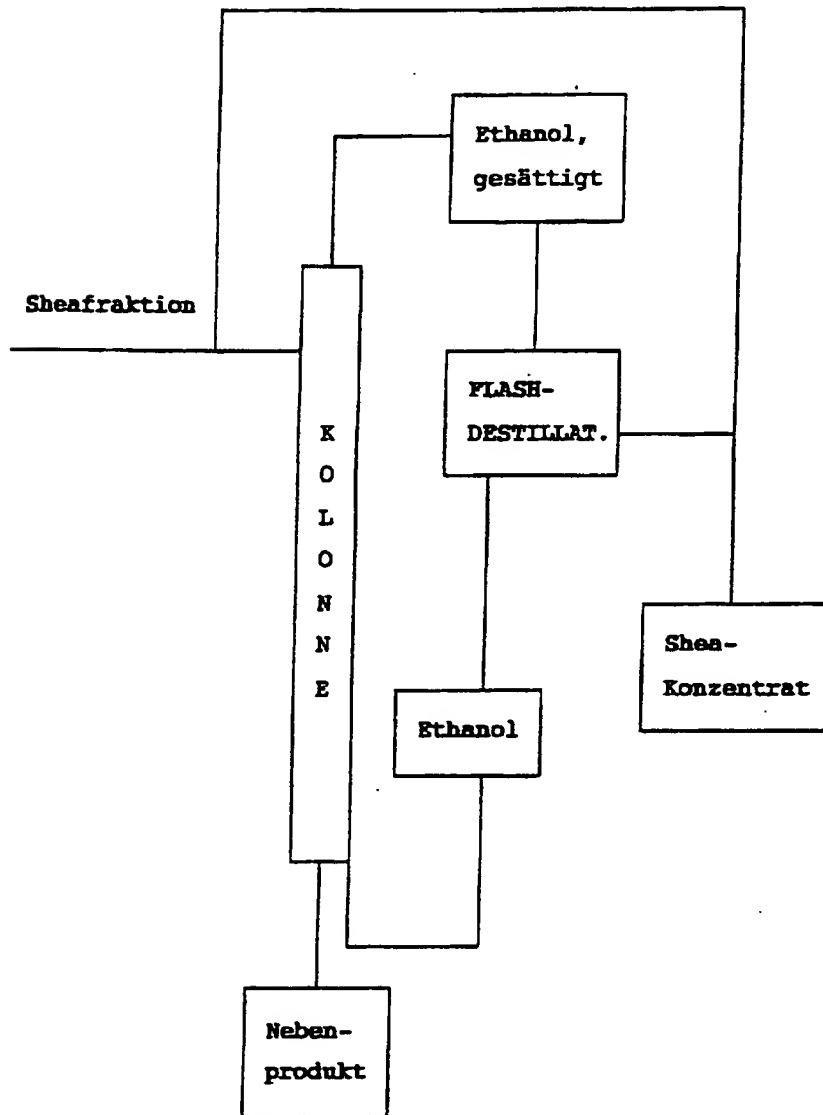 Ethanol,
gesättigt
Sheafraktion
FLASH-
DESTILLAT.
K
O
L
O
N
N
E
Shea-
Konzentrat
Ethanol
Neben-
produkt